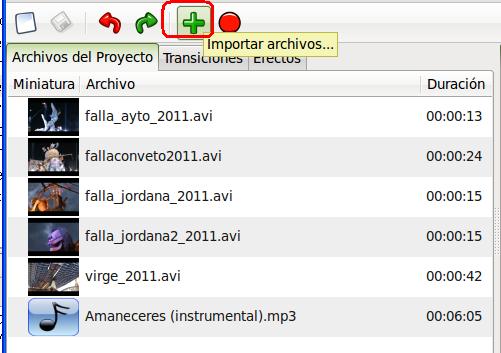 Importar archivos...
Archivos del Proyecto Transiciones Efectos
Miniatura Archivo Duración
falla_ayto_2011.avi 00:00:13
fallaconveto2011.avi 00:00:24
falla_jordana_2011.avi 00:00:15
falla_jordana2_2011.avi 00:00:15
virge_2011.avi 00:00:42
Amaneceres (instrumental).mp3 00:06:05